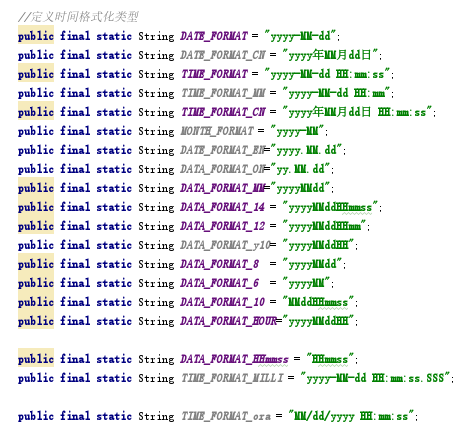 //定义时间格式化类型
public final static String DATE_FORMAT = "yyyy-MM-dd";
public final static String DATE_FORMAT_CN = "yyyy年MM月dd日";
public final static String TIME_FORMAT = "yyyy-MM-dd HH:mm:ss";
public final static String TIME_FORMAT_MM = "yyyy-MM-dd HH:mm";
public final static String TIME_FORMAT_CN = "yyyy年MM月dd日 HH:mm:ss";
public final static String MONTH_FORMAT = "yyyy-MM";
public final static String DATE_FORMAT_EN="yyyy.MM.dd";
public final static String DATA_FORMAT_ON="yy.MM.dd";
public final static String DATA_FORMAT_MM="yyyyMMdd";
public final static String DATA_FORMAT_14 = "yyyyMMddHHmmss";
public final static String DATA_FORMAT_12 = "yyyyMMddHHmm";
public final static String DATA_FORMAT_y10= "yyyyMMddHH";
public final static String DATA_FORMAT_8 = "yyyyMMdd";
public final static String DATA_FORMAT_6 = "yyyyMM";
public final static String DATA_FORMAT_10 = "MMddHHmmss";
public final static String DATA_FORMAT_HOUR="yyyyMMddHH";
public final static String DATA_FORMAT_HHmmss = "HHmmss";
public final static String TIME_FORMAT_MILLI = "yyyy-MM-dd HH:mm:ss.SSS";
public final static String TIME_FORMAT_ora = "MM/dd/yyyy HH:mm:ss";